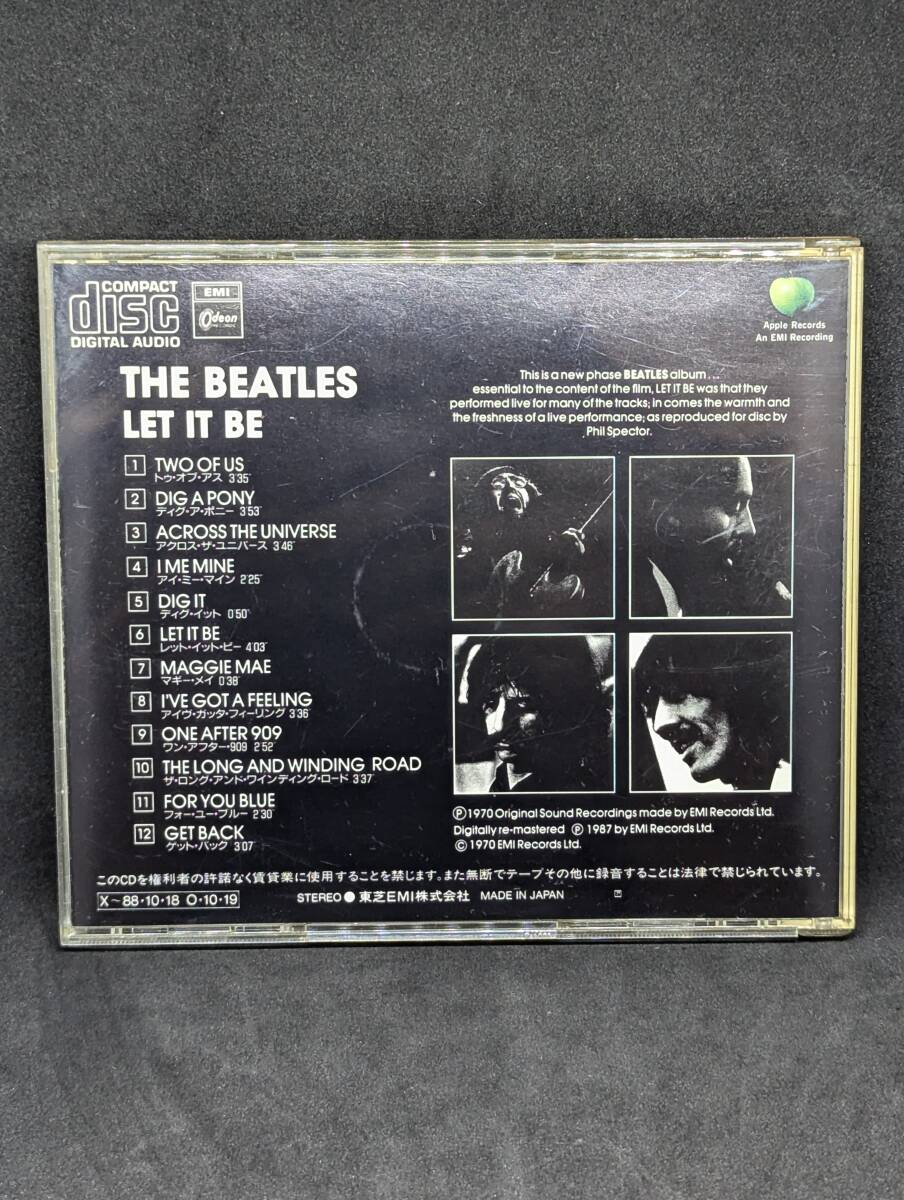 COMPACT
disc
DIGITAL AUDIO
EMI
Odeon
Apple Records
An EMI Recording
THE BEATLES
LET IT BE
This is a new phase BEATLES album...
essential to the content of the film, LET IT BE was that they
performed live for many of the tracks; in comes the warmth and
the freshness of a live performance; as reproduced for disc by
Phil Spector.
1 TWO OF US
トゥ・オブ・アス 3'35"
2 DIG A PONY
ディグ・ア・ポニー 3'53"
3 ACROSS THE UNIVERSE
アクロス・ザ・ユニバース 3'46"
4 I ME MINE
アイ・ミー・マイン 2'25"
5 DIG IT
ディグ・イット 0'50"
6 LET IT BE
レット・イット・ビー 4'03"
7 MAGGIE MAE
マギー・メイ 0'38"
8 I'VE GOT A FEELING
アイヴ・ガッタ・フィーリング 3'36"
9 ONE AFTER 909
ワン・アフター・909 2'52"
10 THE LONG AND WINDING ROAD
ザ・ロング・アンド・ワインディング・ロード 3'37"
11 FOR YOU BLUE
フォー・ユー・ブルー 2'30"
12 GET BACK
ゲット・バック 3'07"
Ⓟ 1970 Original Sound Recordings made by EMI Records Ltd.
Digitally re-mastered Ⓟ 1987 by EMI Records Ltd.
© 1970 EMI Records Ltd.
このCDを権利者の許諾なく賃貸業に使用することを禁じます。また無断でテープその他に録音することは法律で禁じられています。
X〜88・10・18 O・10・19
STEREO ● 東芝EMI株式会社 MADE IN JAPAN